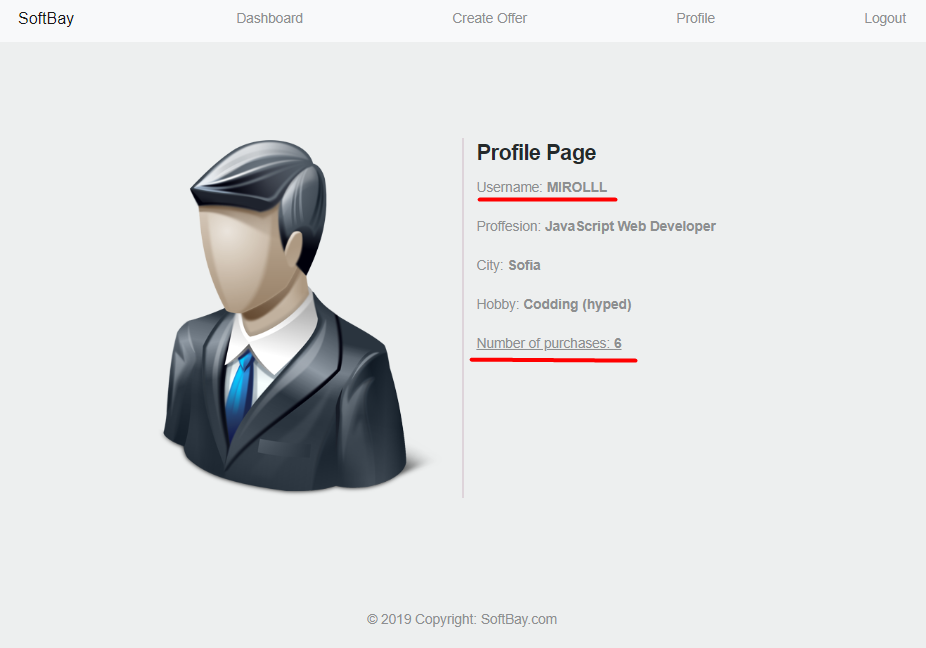 SoftBay Dashboard Create Offer Profile Logout
Profile Page
Username: MIROLLL
Proffesion: JavaScript Web Developer
City: Sofia
Hobby: Codding (hyped)
Number of purchases: 6
© 2019 Copyright: SoftBay.com